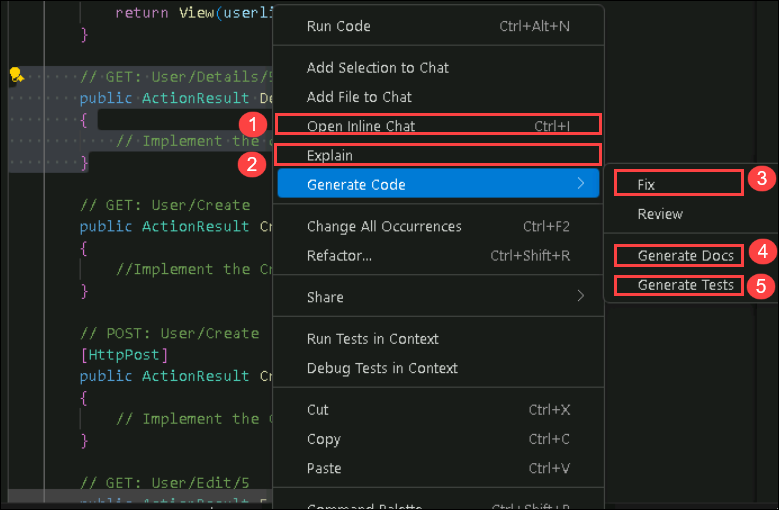 return View(userli
}
// GET: User/Details/5
public ActionResult De
{
// Implement the
}
// GET: User/Create
public ActionResult Cr
{
//Implement the Cr
}
// POST: User/Create
[HttpPost]
public ActionResult Cr
{
// Implement the C
}
// GET: User/Edit/5
public ActionResult E
Run Code Ctrl+Alt+N
Add Selection to Chat
Add File to Chat
1 Open Inline Chat Ctrl+I
2 Explain
Generate Code
Change All Occurrences Ctrl+F2
Refactor... Ctrl+Shift+R
Share
Run Tests in Context
Debug Tests in Context
Cut Ctrl+X
Copy Ctrl+C
Paste Ctrl+V
Command Palette... Ctrl+Shift+P
Fix 3
Review
Generate Docs 4
Generate Tests 5